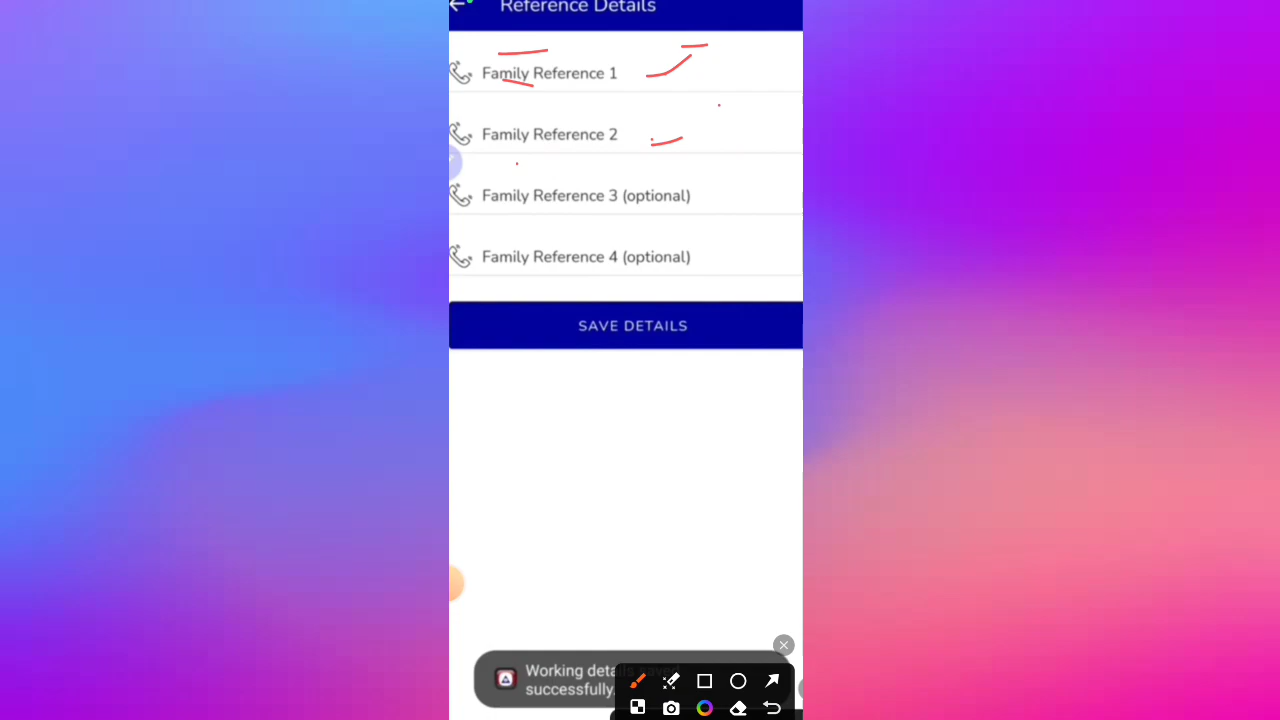 Reference Details
Family Reference 1
Family Reference 2
Family Reference 3 (optional)
Family Reference 4 (optional)
SAVE DETAILS
Working details saved
successfully.